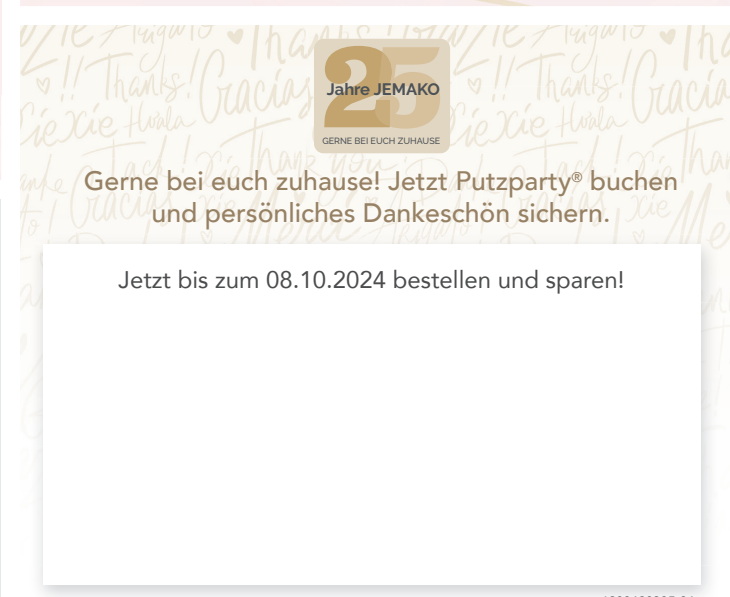 25
Jahre JEMAKO
GERNE BEI EUCH ZUHAUSE
Gerne bei euch zuhause! Jetzt Putzparty® buchen
und persönliches Dankeschön sichern.
Jetzt bis zum 08.10.2024 bestellen und sparen!